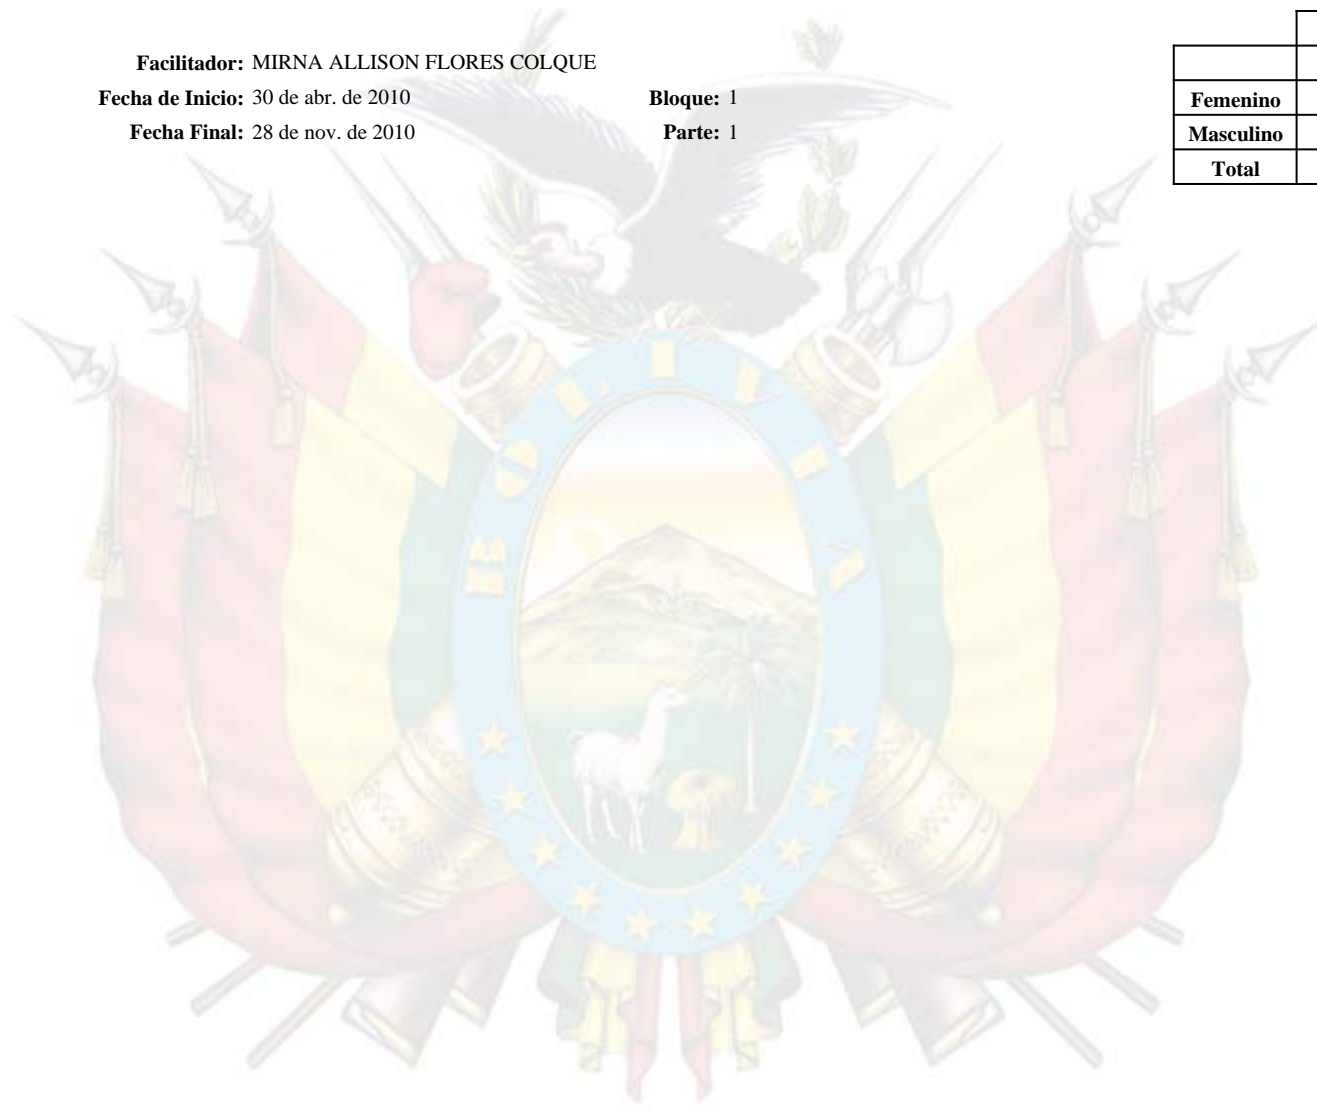 Facilitador: MIRNA ALLISON FLORES COLQUE
Fecha de Inicio: 30 de abr. de 2010 Bloque: 1
Fecha Final: 28 de nov. de 2010 Parte: 1
Femenino
Masculino
Total
BOLIVIA